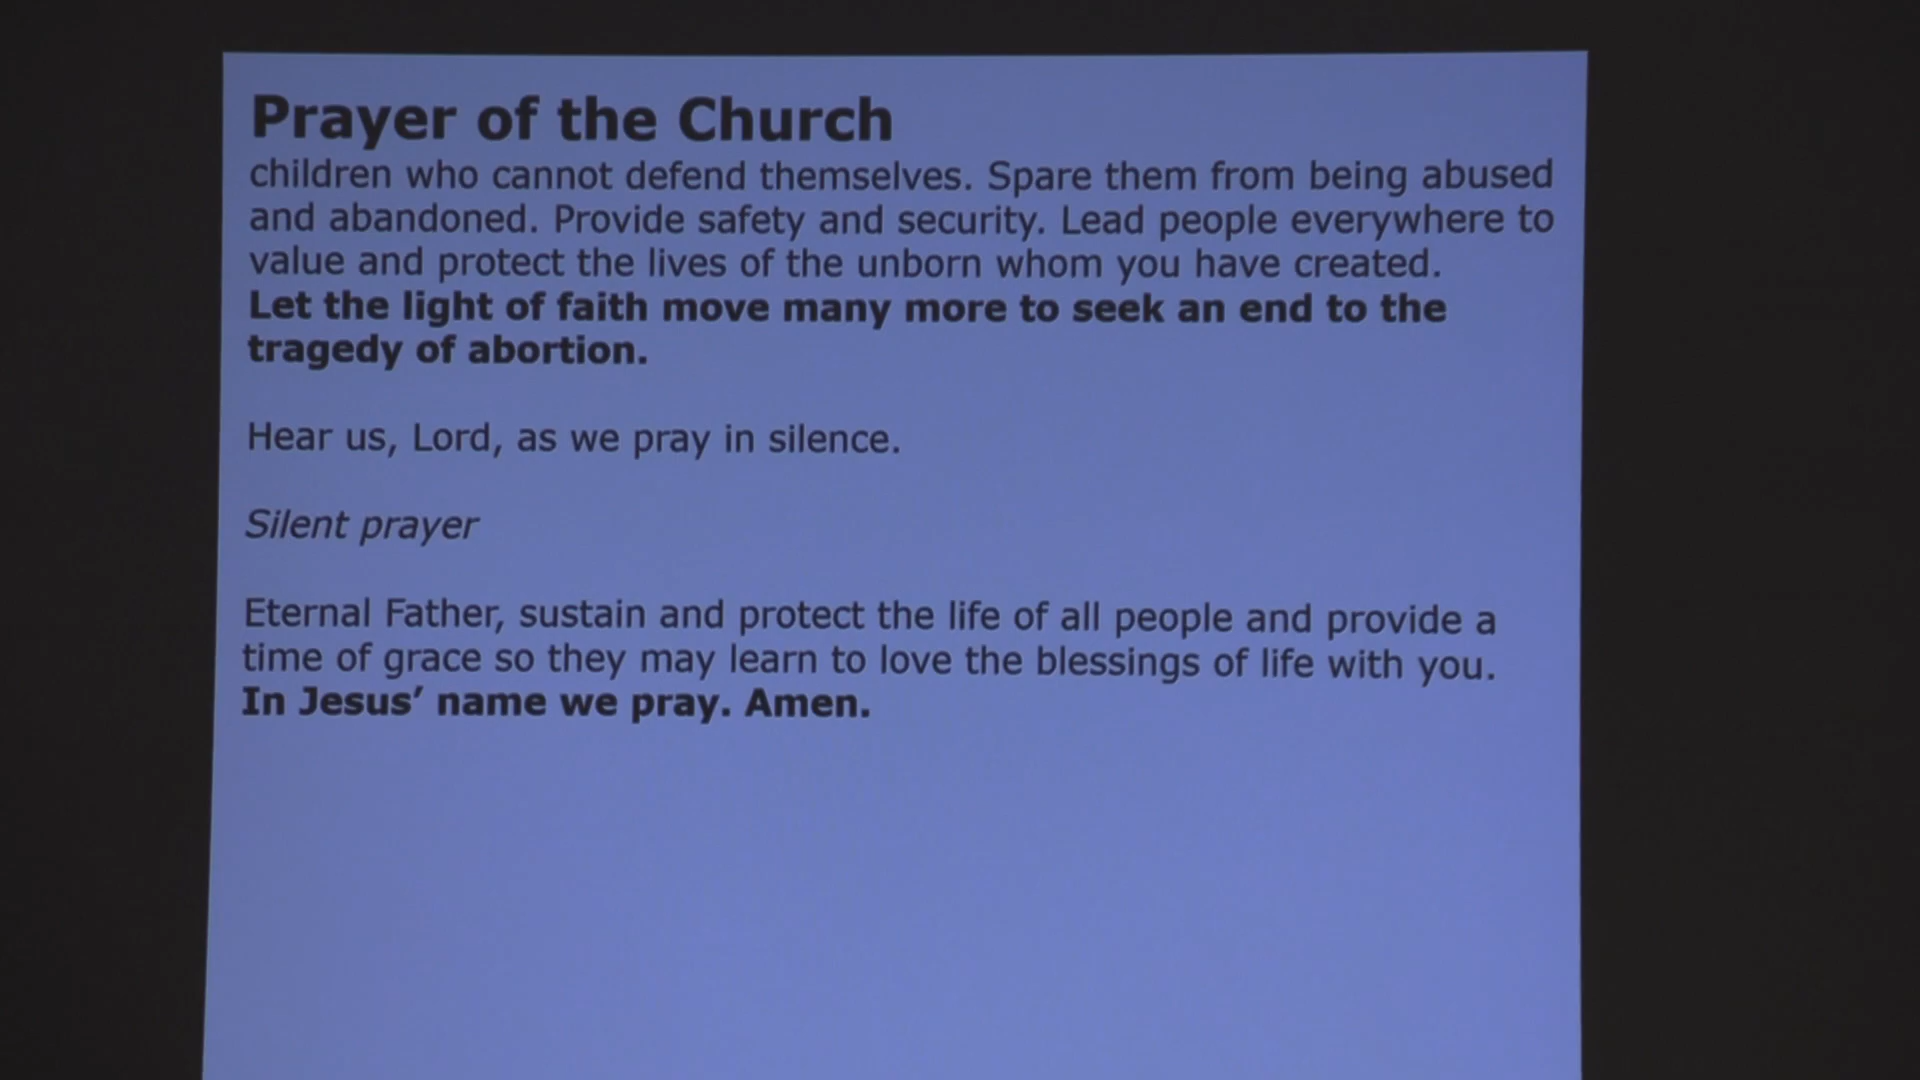 Prayer of the Church
children who cannot defend themselves. Spare them from being abused
and abandoned. Provide safety and security. Lead people everywhere to
value and protect the lives of the unborn whom you have created.
Let the light of faith move many more to seek an end to the
tragedy of abortion.
Hear us, Lord, as we pray in silence.
Silent prayer
Eternal Father, sustain and protect the life of all people and provide a
time of grace so they may learn to love the blessings of life with you.
In Jesus’ name we pray. Amen.